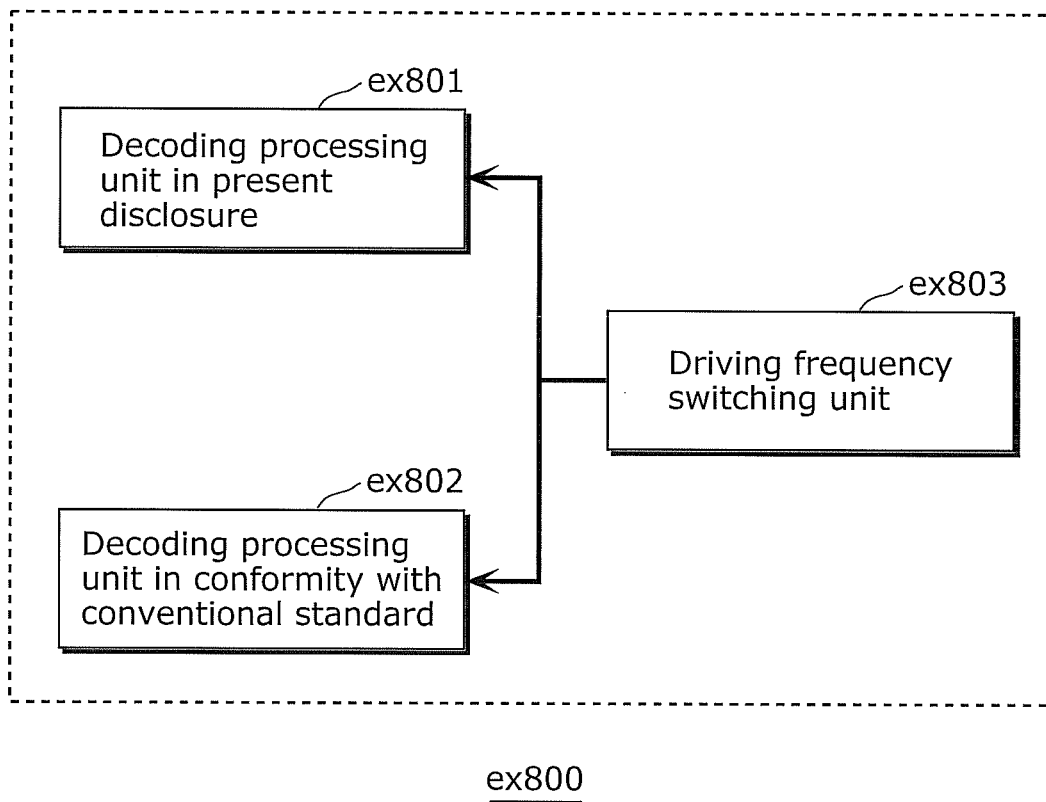 ex801
Decoding processing
unit in present
disclosure
ex803
Driving frequency
switching unit
ex802
Decoding processing
unit in conformity with
conventional standard
ex800